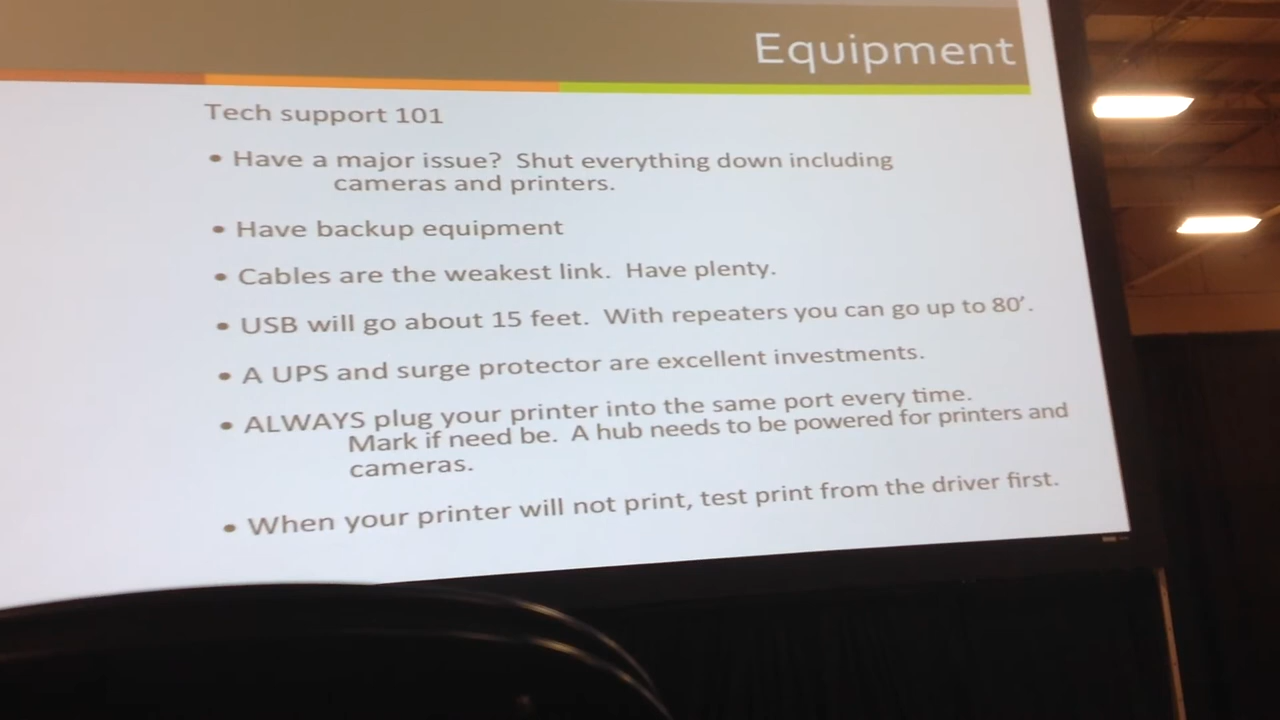 Equipment
Tech support 101
• Have a major issue? Shut everything down including
cameras and printers.
• Have backup equipment
• Cables are the weakest link. Have plenty.
• USB will go about 15 feet. With repeaters you can go up to 80’.
• A UPS and surge protector are excellent investments.
• ALWAYS plug your printer into the same port every time.
Mark if need be. A hub needs to be powered for printers and
cameras.
• When your printer will not print, test print from the driver first.